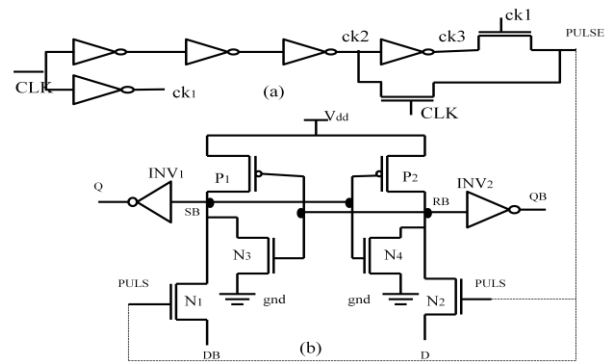 ck1
ck2
ck3
PULSE
CLK
ck1
(a)
CLK
Vdd
P1
P2
INV1
INV2
Q
SB
RB
QB
N3
N4
PULS
PULS
N1
gnd
gnd
N2
DB
(b)
D